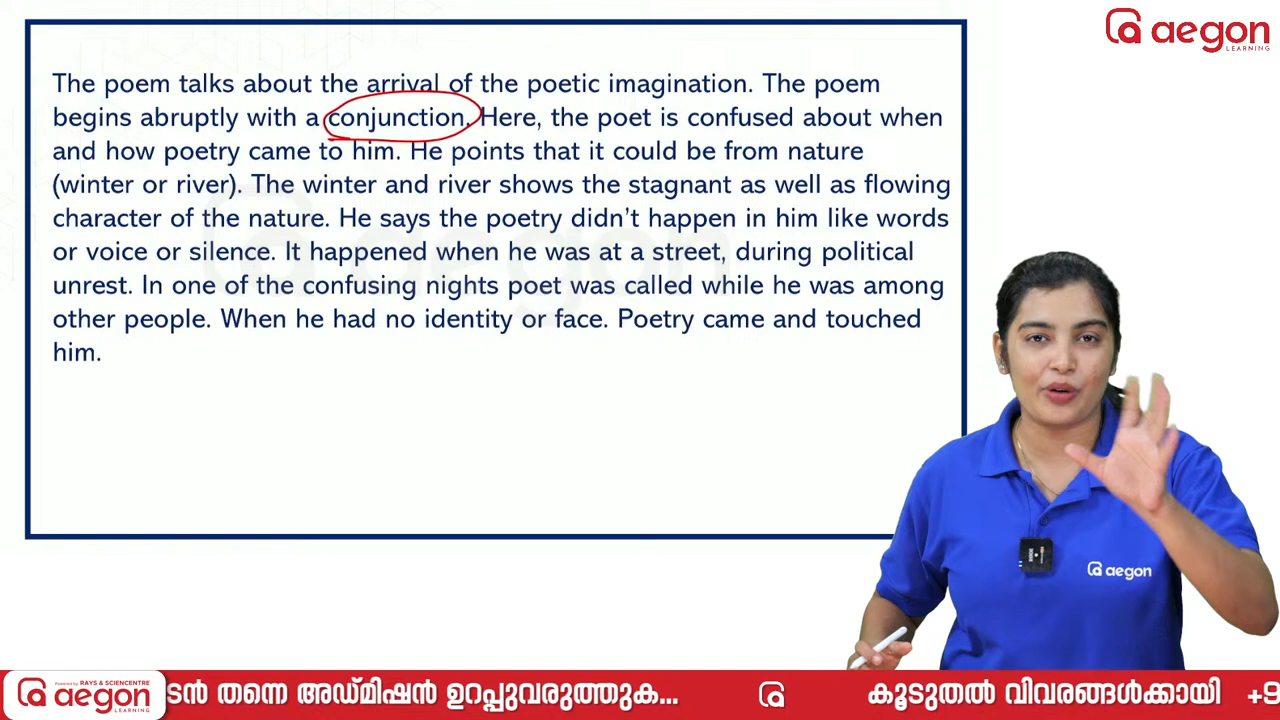 aegon
LEARNING
The poem talks about the arrival of the poetic imagination. The poem
begins abruptly with a conjunction. Here, the poet is confused about when
and how poetry came to him. He points that it could be from nature
(winter or river). The winter and river shows the stagnant as well as flowing
character of the nature. He says the poetry didn't happen in him like words
or voice or silence. It happened when he was at a street, during political
unrest. In one of the confusing nights poet was called while he was among
other people. When he had no identity or face. Poetry came and touched
him.
aegon
Powered by RAYS & SCIENCENTRE
aegon
LEARNING
ടൻ തന്നെ അഡ്മിഷൻ ഉറപ്പുവരുത്തുക... കൂടുതൽ വിവരങ്ങൾക്കായി +9